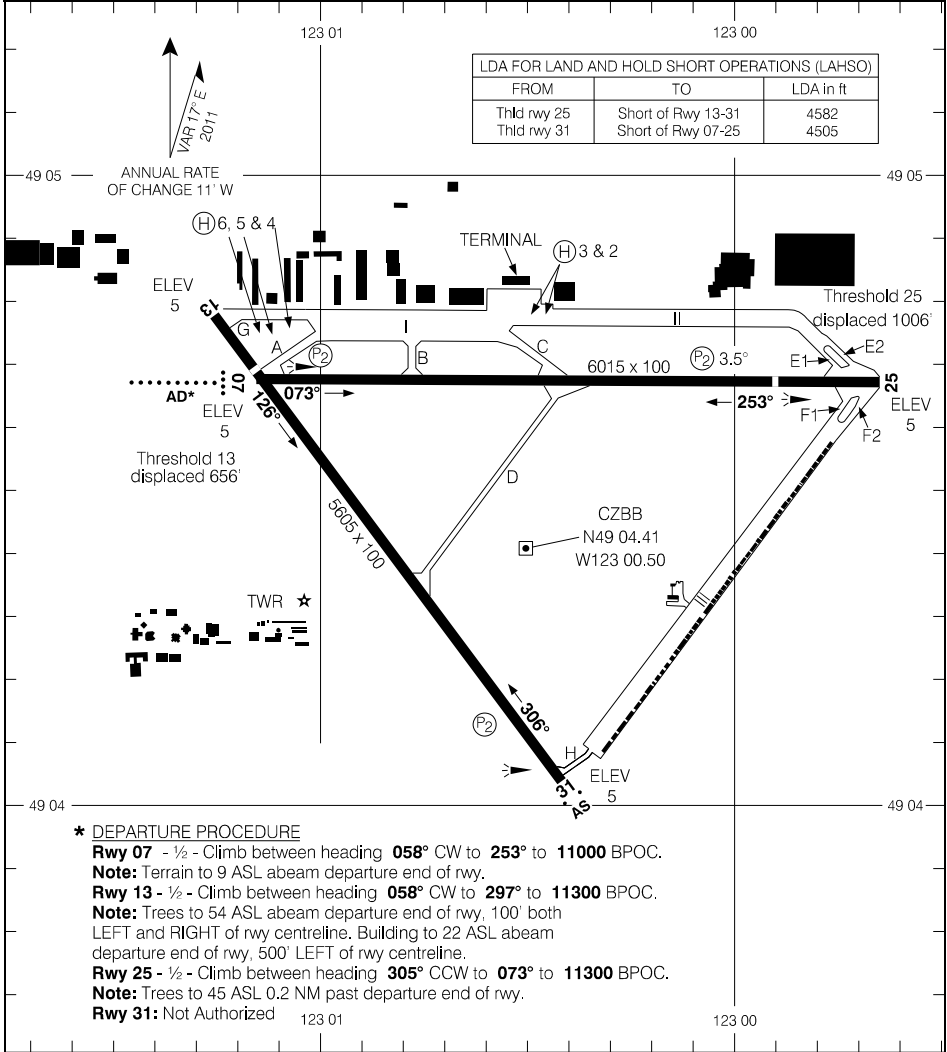 123 01
123 00
LDA FOR LAND AND HOLD SHORT OPERATIONS (LAHSO)
FROM TO LDA in ft
Thld rwy 25 Short of Rwy 13-31 4582
Thld rwy 31 Short of Rwy 07-25 4505
VAR 17° E
2011
ANNUAL RATE
OF CHANGE 11' W
49 05
49 05
H 6, 5 & 4
TERMINAL
H 3 & 2
ELEV
5
Threshold 25
displaced 1006'
13
G
A
I
II
B
C
P2
6015 x 100
P2 3.5°
E1
E2
AD*
07
073°
253°
25
ELEV
5
ELEV
5
126°
F1
F2
Threshold 13
displaced 656'
D
5605 x 100
CZBB
N49 04.41
W123 00.50
TWR
306°
P2
H
ELEV
5
31
AS
49 04
49 04
* DEPARTURE PROCEDURE
Rwy 07 - ½ - Climb between heading 058° CW to 253° to 11000 BPOC.
Note: Terrain to 9 ASL abeam departure end of rwy.
Rwy 13 - ½ - Climb between heading 058° CW to 297° to 11300 BPOC.
Note: Trees to 54 ASL abeam departure end of rwy, 100' both
LEFT and RIGHT of rwy centreline. Building to 22 ASL abeam
departure end of rwy, 500' LEFT of rwy centreline.
Rwy 25 - ½ - Climb between heading 305° CCW to 073° to 11300 BPOC.
Note: Trees to 45 ASL 0.2 NM past departure end of rwy.
Rwy 31: Not Authorized
123 01
123 00